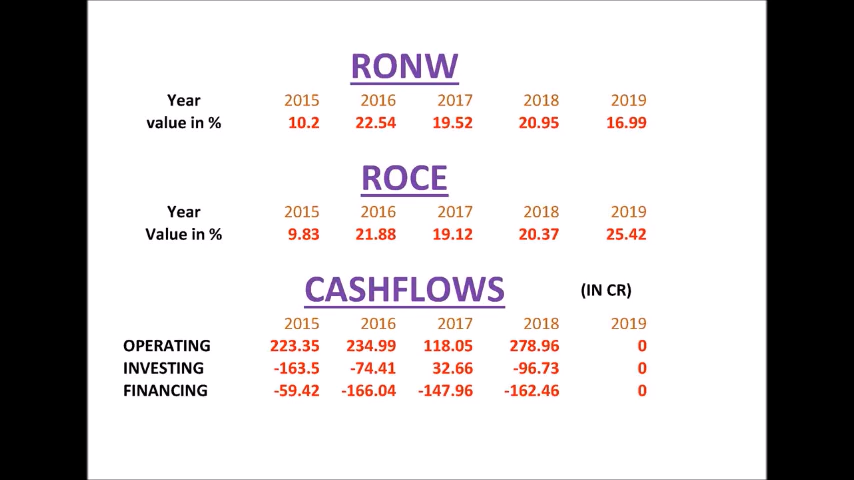 RONW
Year 2015 2016 2017 2018 2019
value in % 10.2 22.54 19.52 20.95 16.99
ROCE
Year 2015 2016 2017 2018 2019
Value in % 9.83 21.88 19.12 20.37 25.42
CASHFLOWS (IN CR)
2015 2016 2017 2018 2019
OPERATING 223.35 234.99 118.05 278.96 0
INVESTING -163.5 -74.41 32.66 -96.73 0
FINANCING -59.42 -166.04 -147.96 -162.46 0